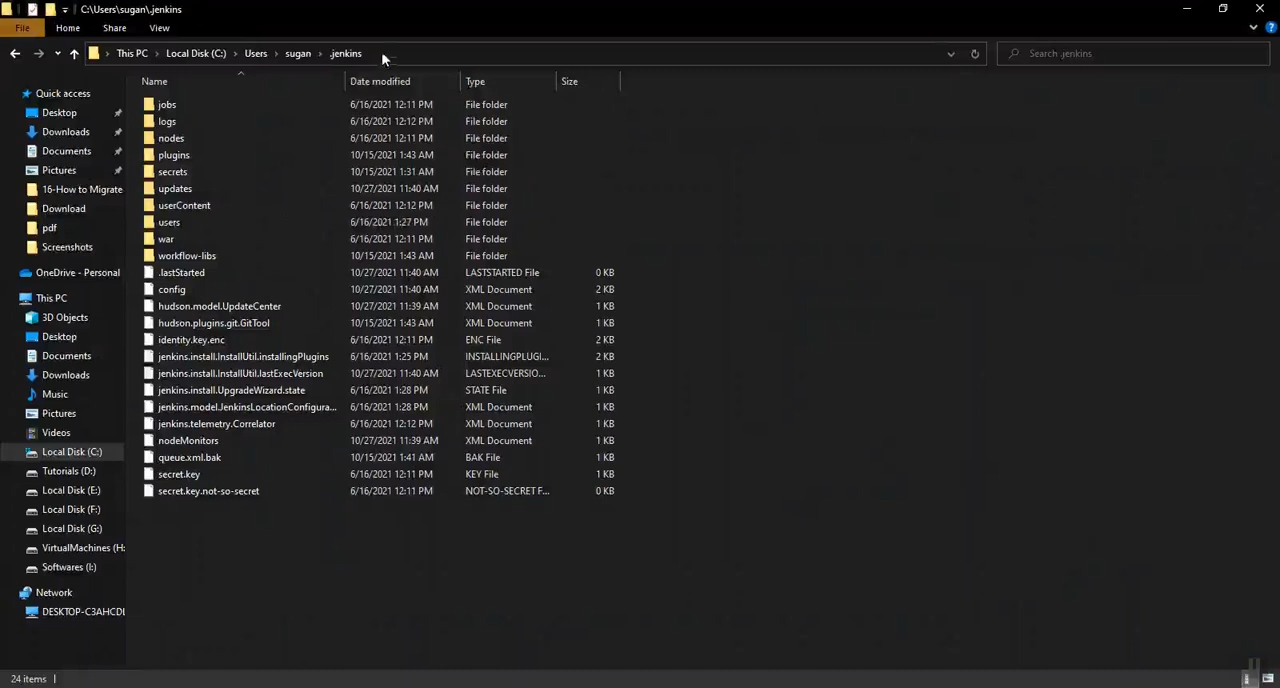 C:\Users\sugan\.jenkins
File Home Share View
This PC Local Disk (C:) Users sugan .jenkins
Search .jenkins
Name Date modified Type Size
jobs 6/16/2021 12:11 PM File folder
logs 6/16/2021 12:12 PM File folder
nodes 6/16/2021 12:11 PM File folder
plugins 10/15/2021 1:43 AM File folder
secrets 10/15/2021 1:31 AM File folder
updates 10/27/2021 11:40 AM File folder
userContent 6/16/2021 12:12 PM File folder
users 6/16/2021 1:27 PM File folder
war 6/16/2021 12:11 PM File folder
workflow-libs 10/15/2021 1:43 AM File folder
.lastStarted 10/27/2021 11:40 AM LASTSTARTED File 0 KB
config 10/27/2021 11:40 AM XML Document 2 KB
hudson.model.UpdateCenter 10/27/2021 11:39 AM XML Document 1 KB
hudson.plugins.git.GitTool 10/15/2021 1:43 AM XML Document 1 KB
identity.key.enc 6/16/2021 12:11 PM ENC File 2 KB
jenkins.install.InstallUtil.installingPlugins 6/16/2021 1:25 PM INSTALLINGPLUGI... 2 KB
jenkins.install.InstallUtil.lastExecVersion 10/27/2021 11:40 AM LASTEXECVERSIO... 1 KB
jenkins.install.UpgradeWizard.state 6/16/2021 1:28 PM STATE File 1 KB
jenkins.model.JenkinsLocationConfigura... 6/16/2021 1:28 PM XML Document 1 KB
jenkins.telemetry.Correlator 6/16/2021 12:12 PM XML Document 1 KB
nodeMonitors 10/27/2021 11:39 AM XML Document 1 KB
queue.xml.bak 10/15/2021 1:41 AM BAK File 1 KB
secret.key 6/16/2021 12:11 PM KEY File 1 KB
secret.key.not-so-secret 6/16/2021 12:11 PM NOT-SO-SECRET F... 0 KB
Quick access
Desktop
Downloads
Documents
Pictures
16-How to Migrate
Download
pdf
Screenshots
OneDrive - Personal
This PC
3D Objects
Desktop
Documents
Downloads
Music
Pictures
Videos
Local Disk (C:)
Tutorials (D:)
Local Disk (E:)
Local Disk (F:)
Local Disk (G:)
VirtualMachines (H:
Softwares (I:)
Network
DESKTOP-C3AHCDL
24 items